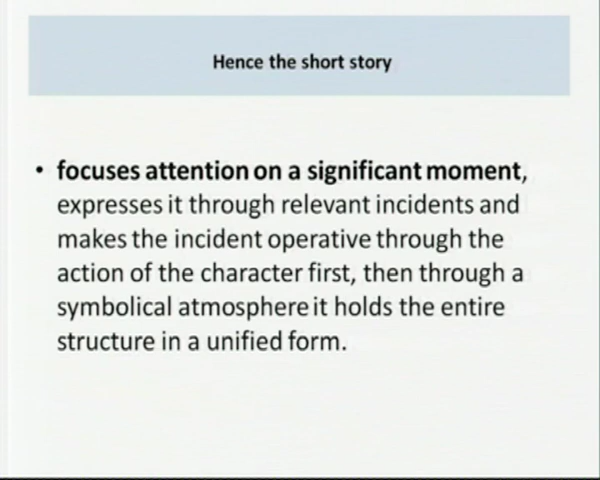 Hence the short story
• focuses attention on a significant moment,
expresses it through relevant incidents and
makes the incident operative through the
action of the character first, then through a
symbolical atmosphere it holds the entire
structure in a unified form.